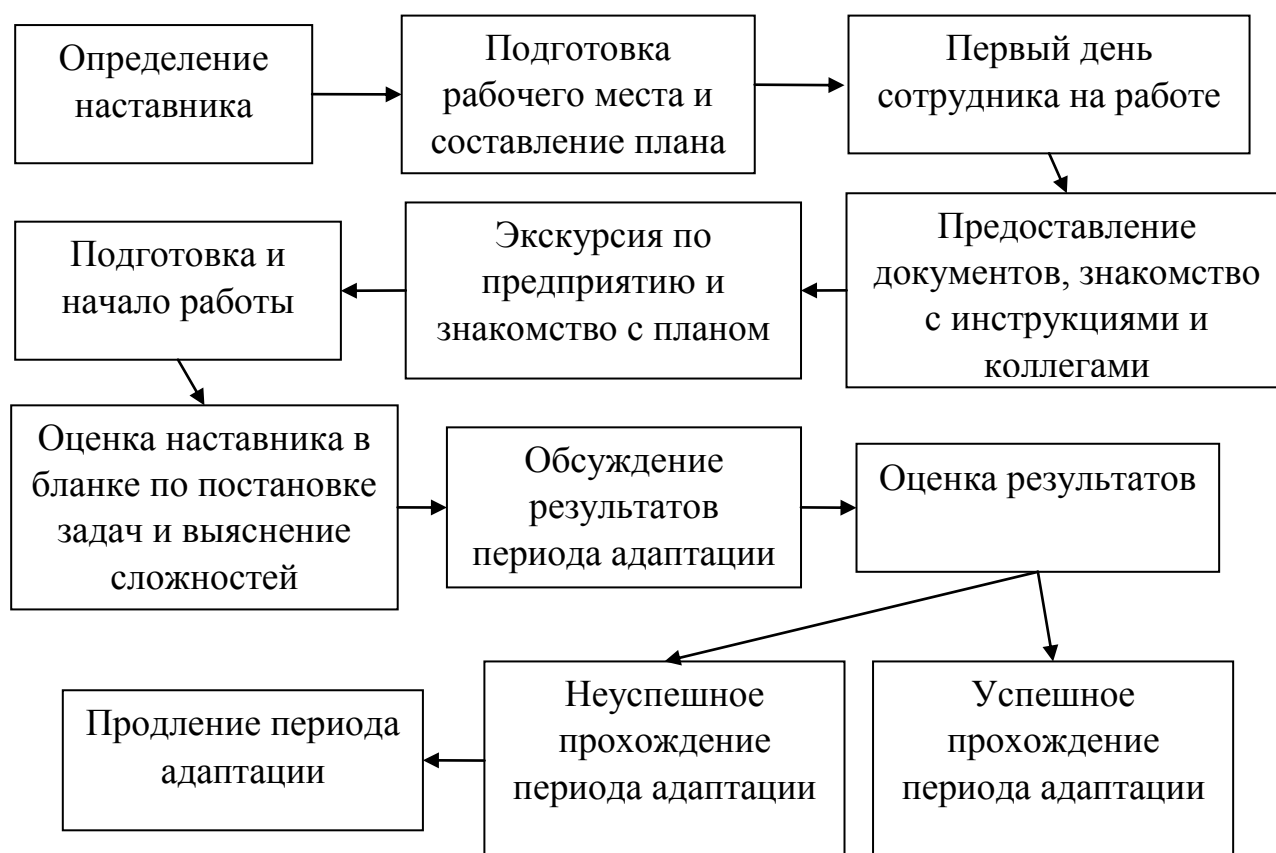 Определение
наставника
Подготовка
рабочего места и
составление плана
Первый день
сотрудника на работе
Предоставление
документов, знакомство
с инструкциями и
коллегами
Экскурсия по
предприятию и
знакомство с планом
Подготовка и
начало работы
Оценка наставника в
бланке по постановке
задач и выяснение
сложностей
Обсуждение
результатов
периода адаптации
Оценка результатов
Неуспешное
прохождение
периода адаптации
Успешное
прохождение
периода адаптации
Продление периода
адаптации